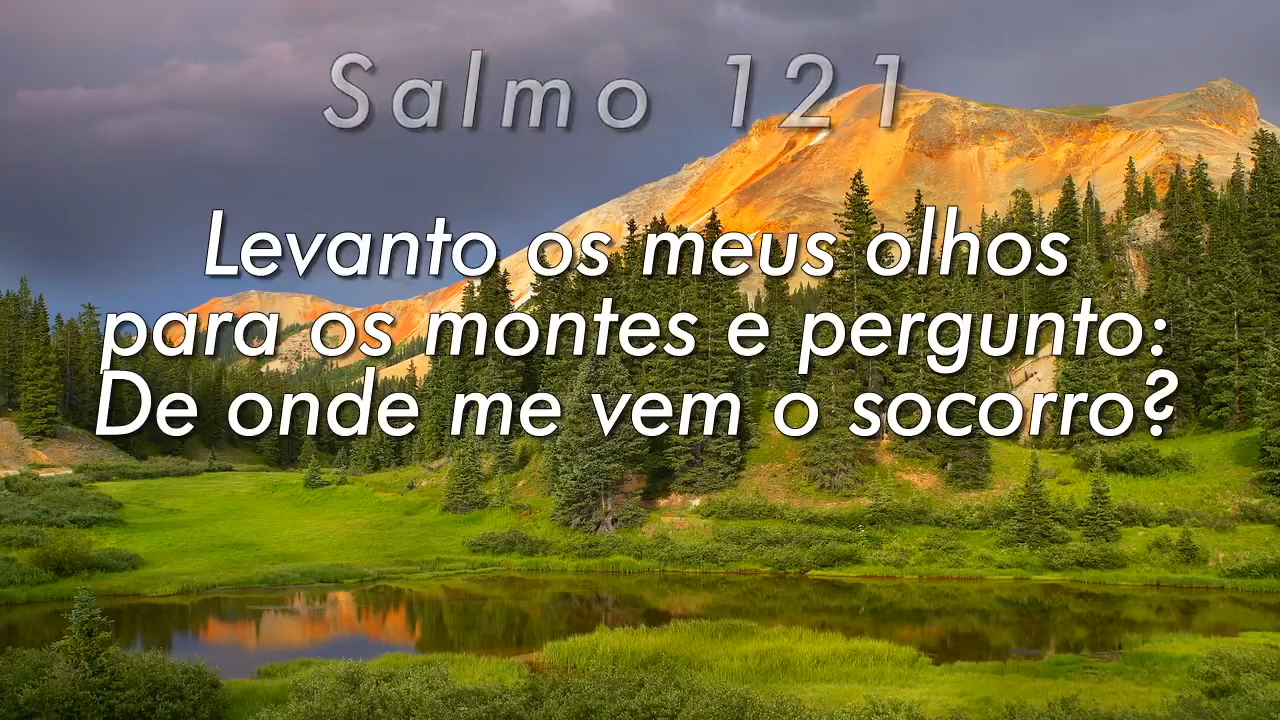 Salmo 121
Levanto os meus olhos
para os montes e pergunto:
De onde me vem o socorro?